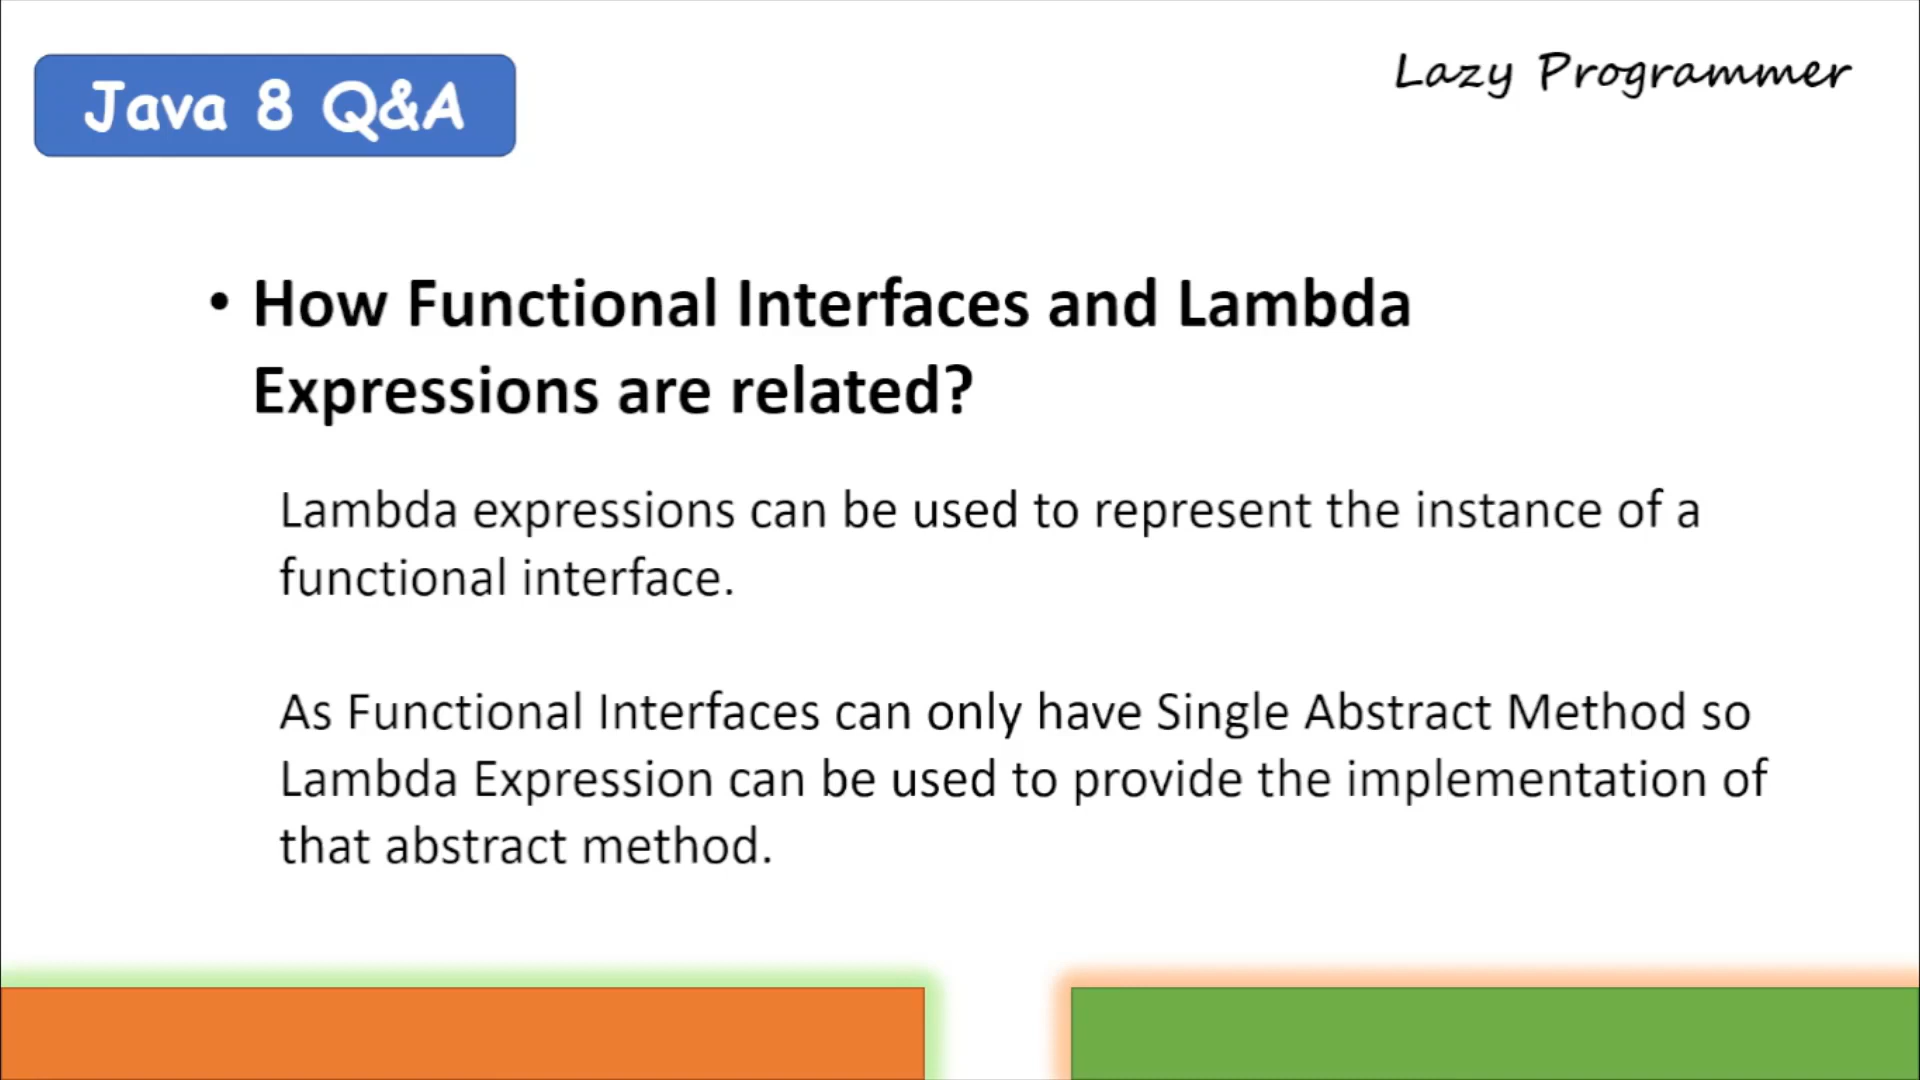 Java 8 Q&A
Lazy Programmer
• How Functional Interfaces and Lambda
Expressions are related?
Lambda expressions can be used to represent the instance of a
functional interface.
As Functional Interfaces can only have Single Abstract Method so
Lambda Expression can be used to provide the implementation of
that abstract method.